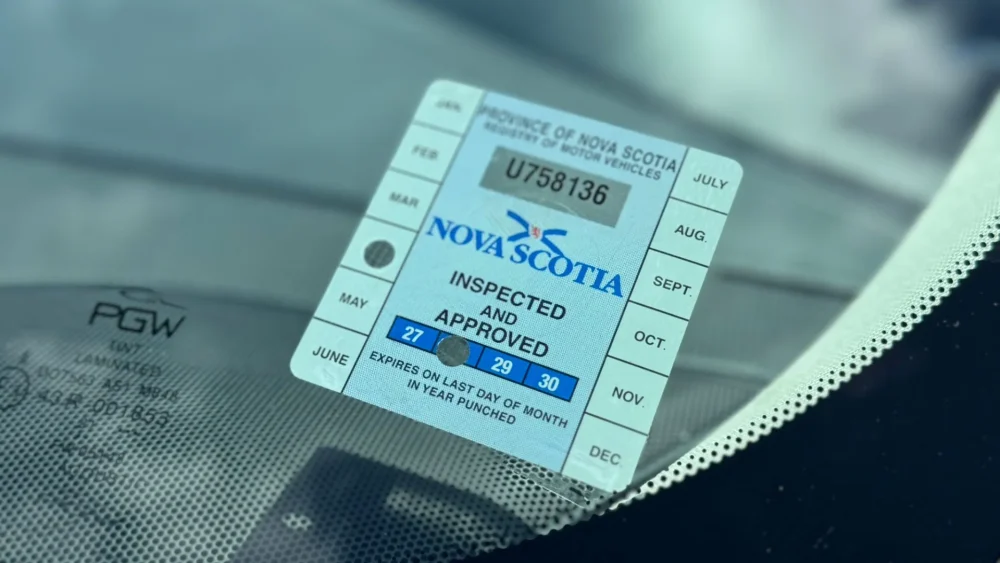 PROVINCE OF NOVA SCOTIA
REGISTRY OF MOTOR VEHICLES
U758136
NOVA SCOTIA
INSPECTED
AND
APPROVED
27 29 30
EXPIRES ON LAST DAY OF MONTH
IN YEAR PUNCHED
JAN.
FEB.
MAR
MAY
JUNE
JULY
AUG.
SEPT.
OCT.
NOV.
DEC
PGW
LAMINATED